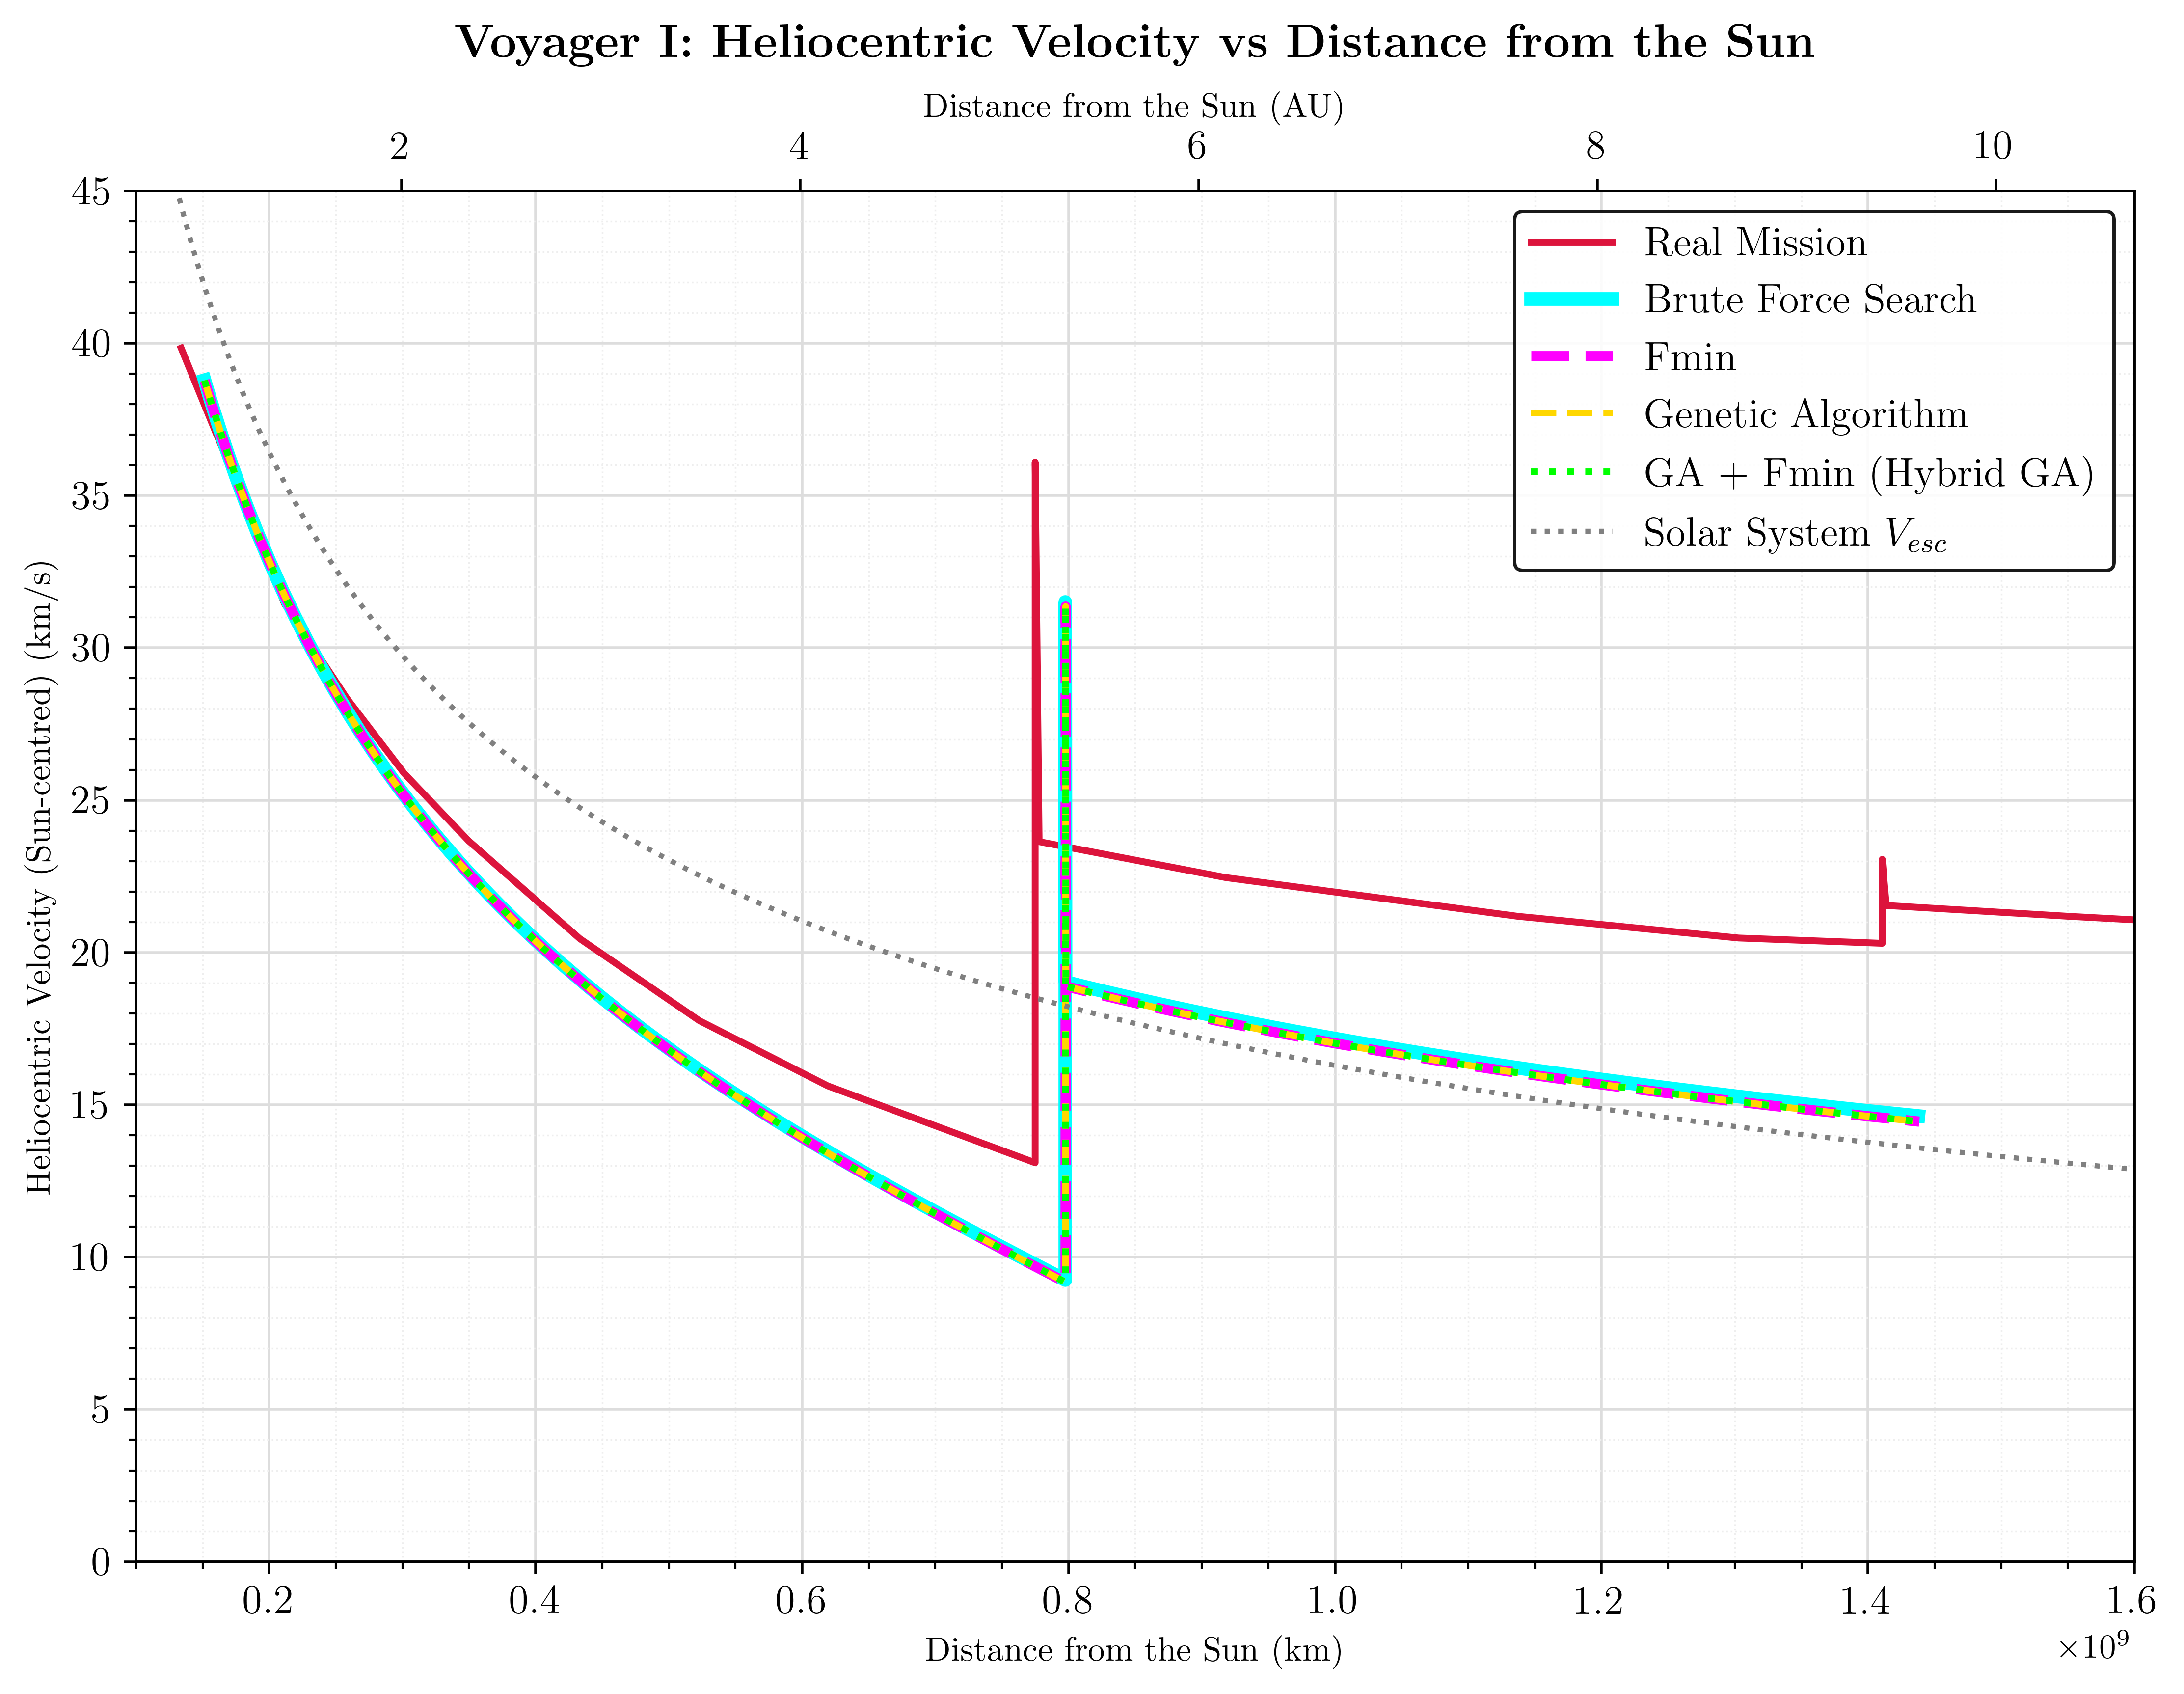 Voyager I: Heliocentric Velocity vs Distance from the Sun
Distance from the Sun (AU)
2 4 6 8 10
45
40
35
30
25
20
15
10
5
0
Heliocentric Velocity (Sun-centred) (km/s)
Real Mission
Brute Force Search
Fmin
Genetic Algorithm
GA + Fmin (Hybrid GA)
Solar System V_esc
0.2 0.4 0.6 0.8 1.0 1.2 1.4 1.6
Distance from the Sun (km)
×10⁹